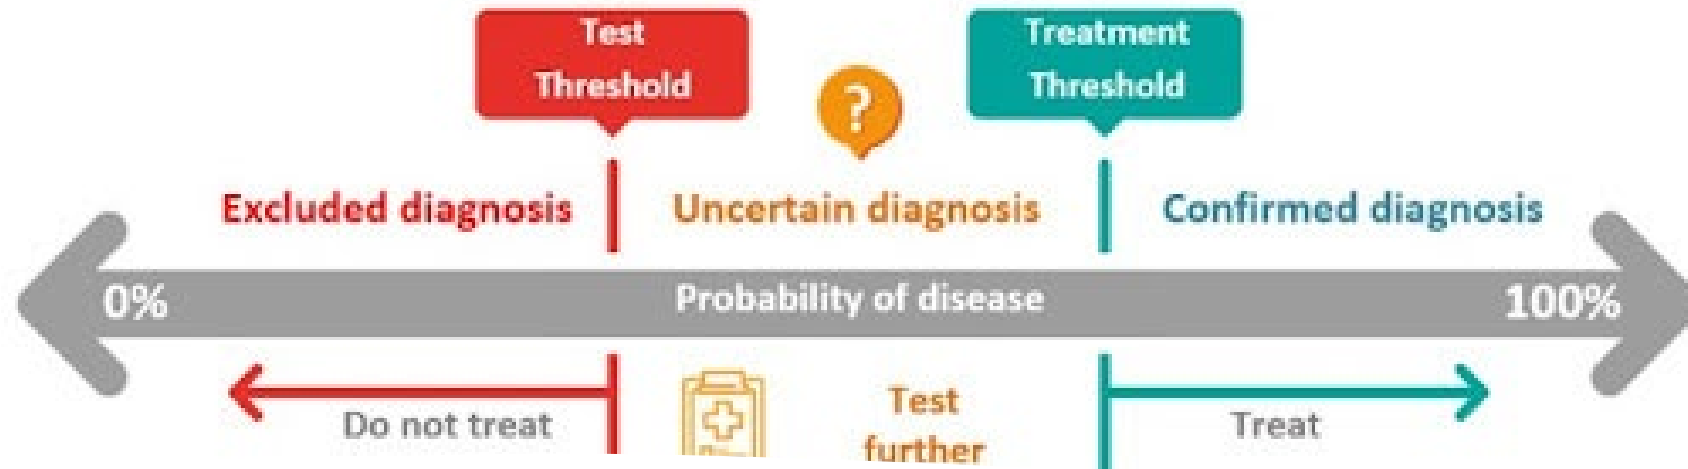 Test
Threshold
Treatment
Threshold
?
Excluded diagnosis
Uncertain diagnosis
Confirmed diagnosis
0%
Probability of disease
100%
Do not treat
Test
further
Treat